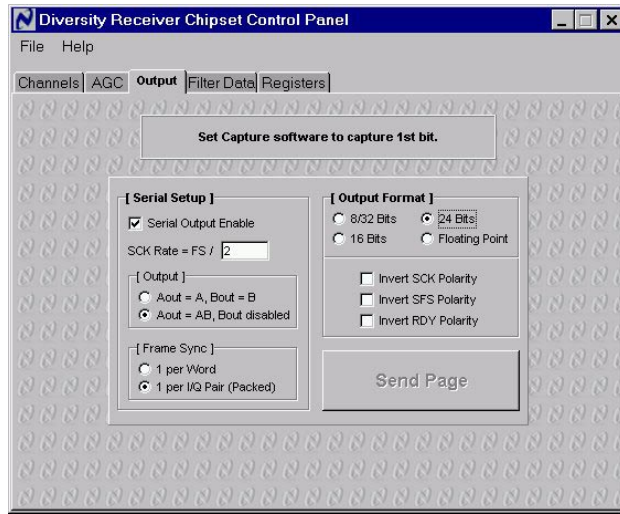 Diversity Receiver Chipset Control Panel
File Help
Channels AGC Output Filter Data Registers
Set Capture software to capture 1st bit.
[ Serial Setup ]
Serial Output Enable
SCK Rate = FS / 2
[ Output ]
Aout = A, Bout = B
Aout = AB, Bout disabled
[ Frame Sync ]
1 per Word
1 per I/Q Pair (Packed)
[ Output Format ]
8/32 Bits 24 Bits
16 Bits Floating Point
Invert SCK Polarity
Invert SFS Polarity
Invert RDY Polarity
Send Page